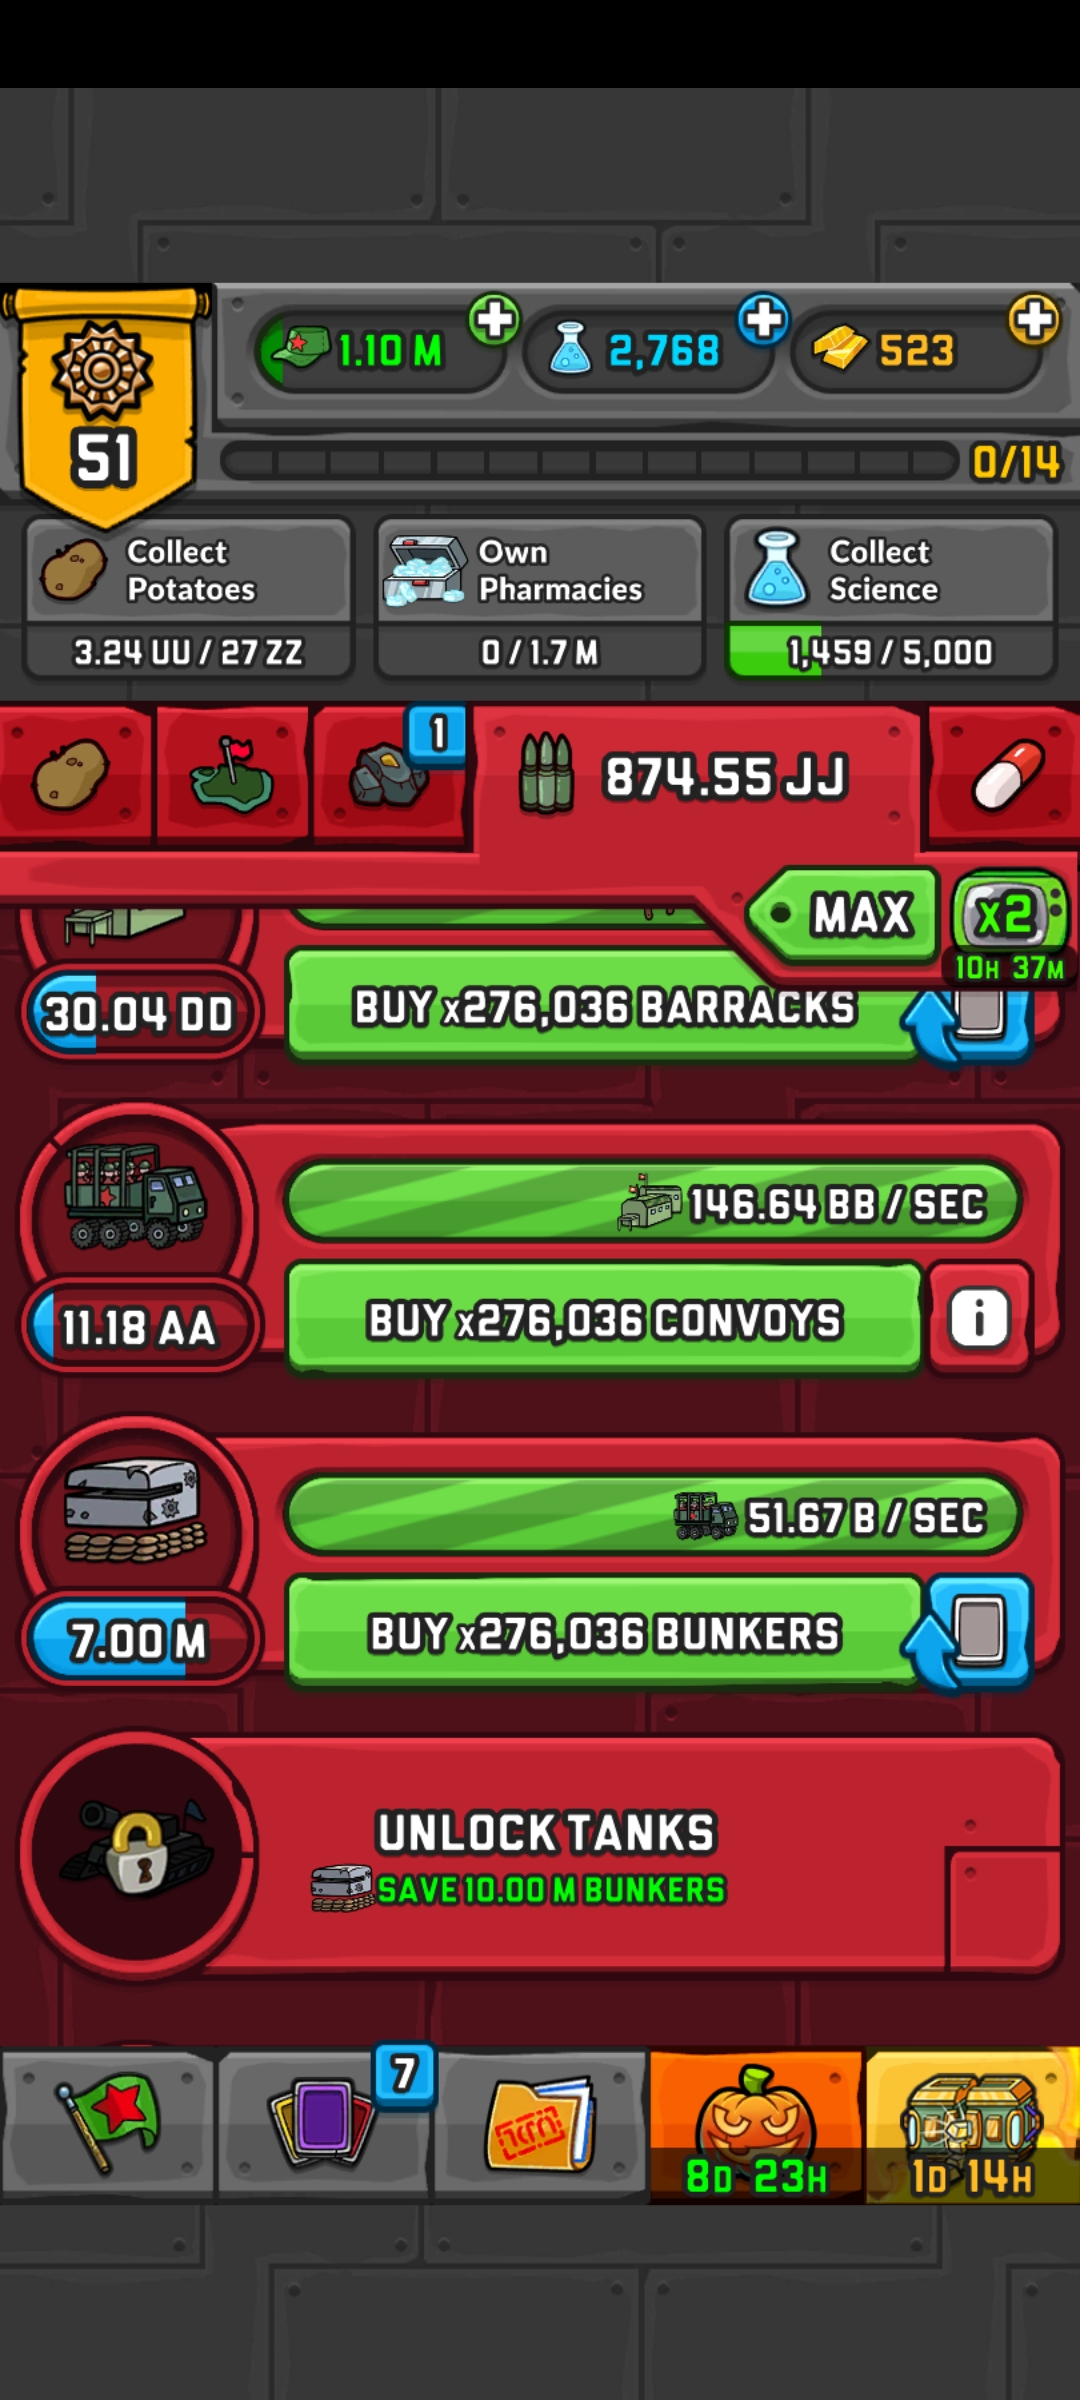 1.10 M
2,768
523
51
0/14
Collect
Potatoes
3.24 UU / 27 ZZ
Own
Pharmacies
0 / 1.7 M
Collect
Science
1,459 / 5,000
1
874.55 JJ
MAX
x2
10H 37M
30.04 DD
BUY x276,036 BARRACKS
146.64 BB / SEC
11.18 AA
BUY x276,036 CONVOYS
i
51.67 B / SEC
7.00 M
BUY x276,036 BUNKERS
UNLOCK TANKS
SAVE 10.00 M BUNKERS
7
8D 23H
1D 14H